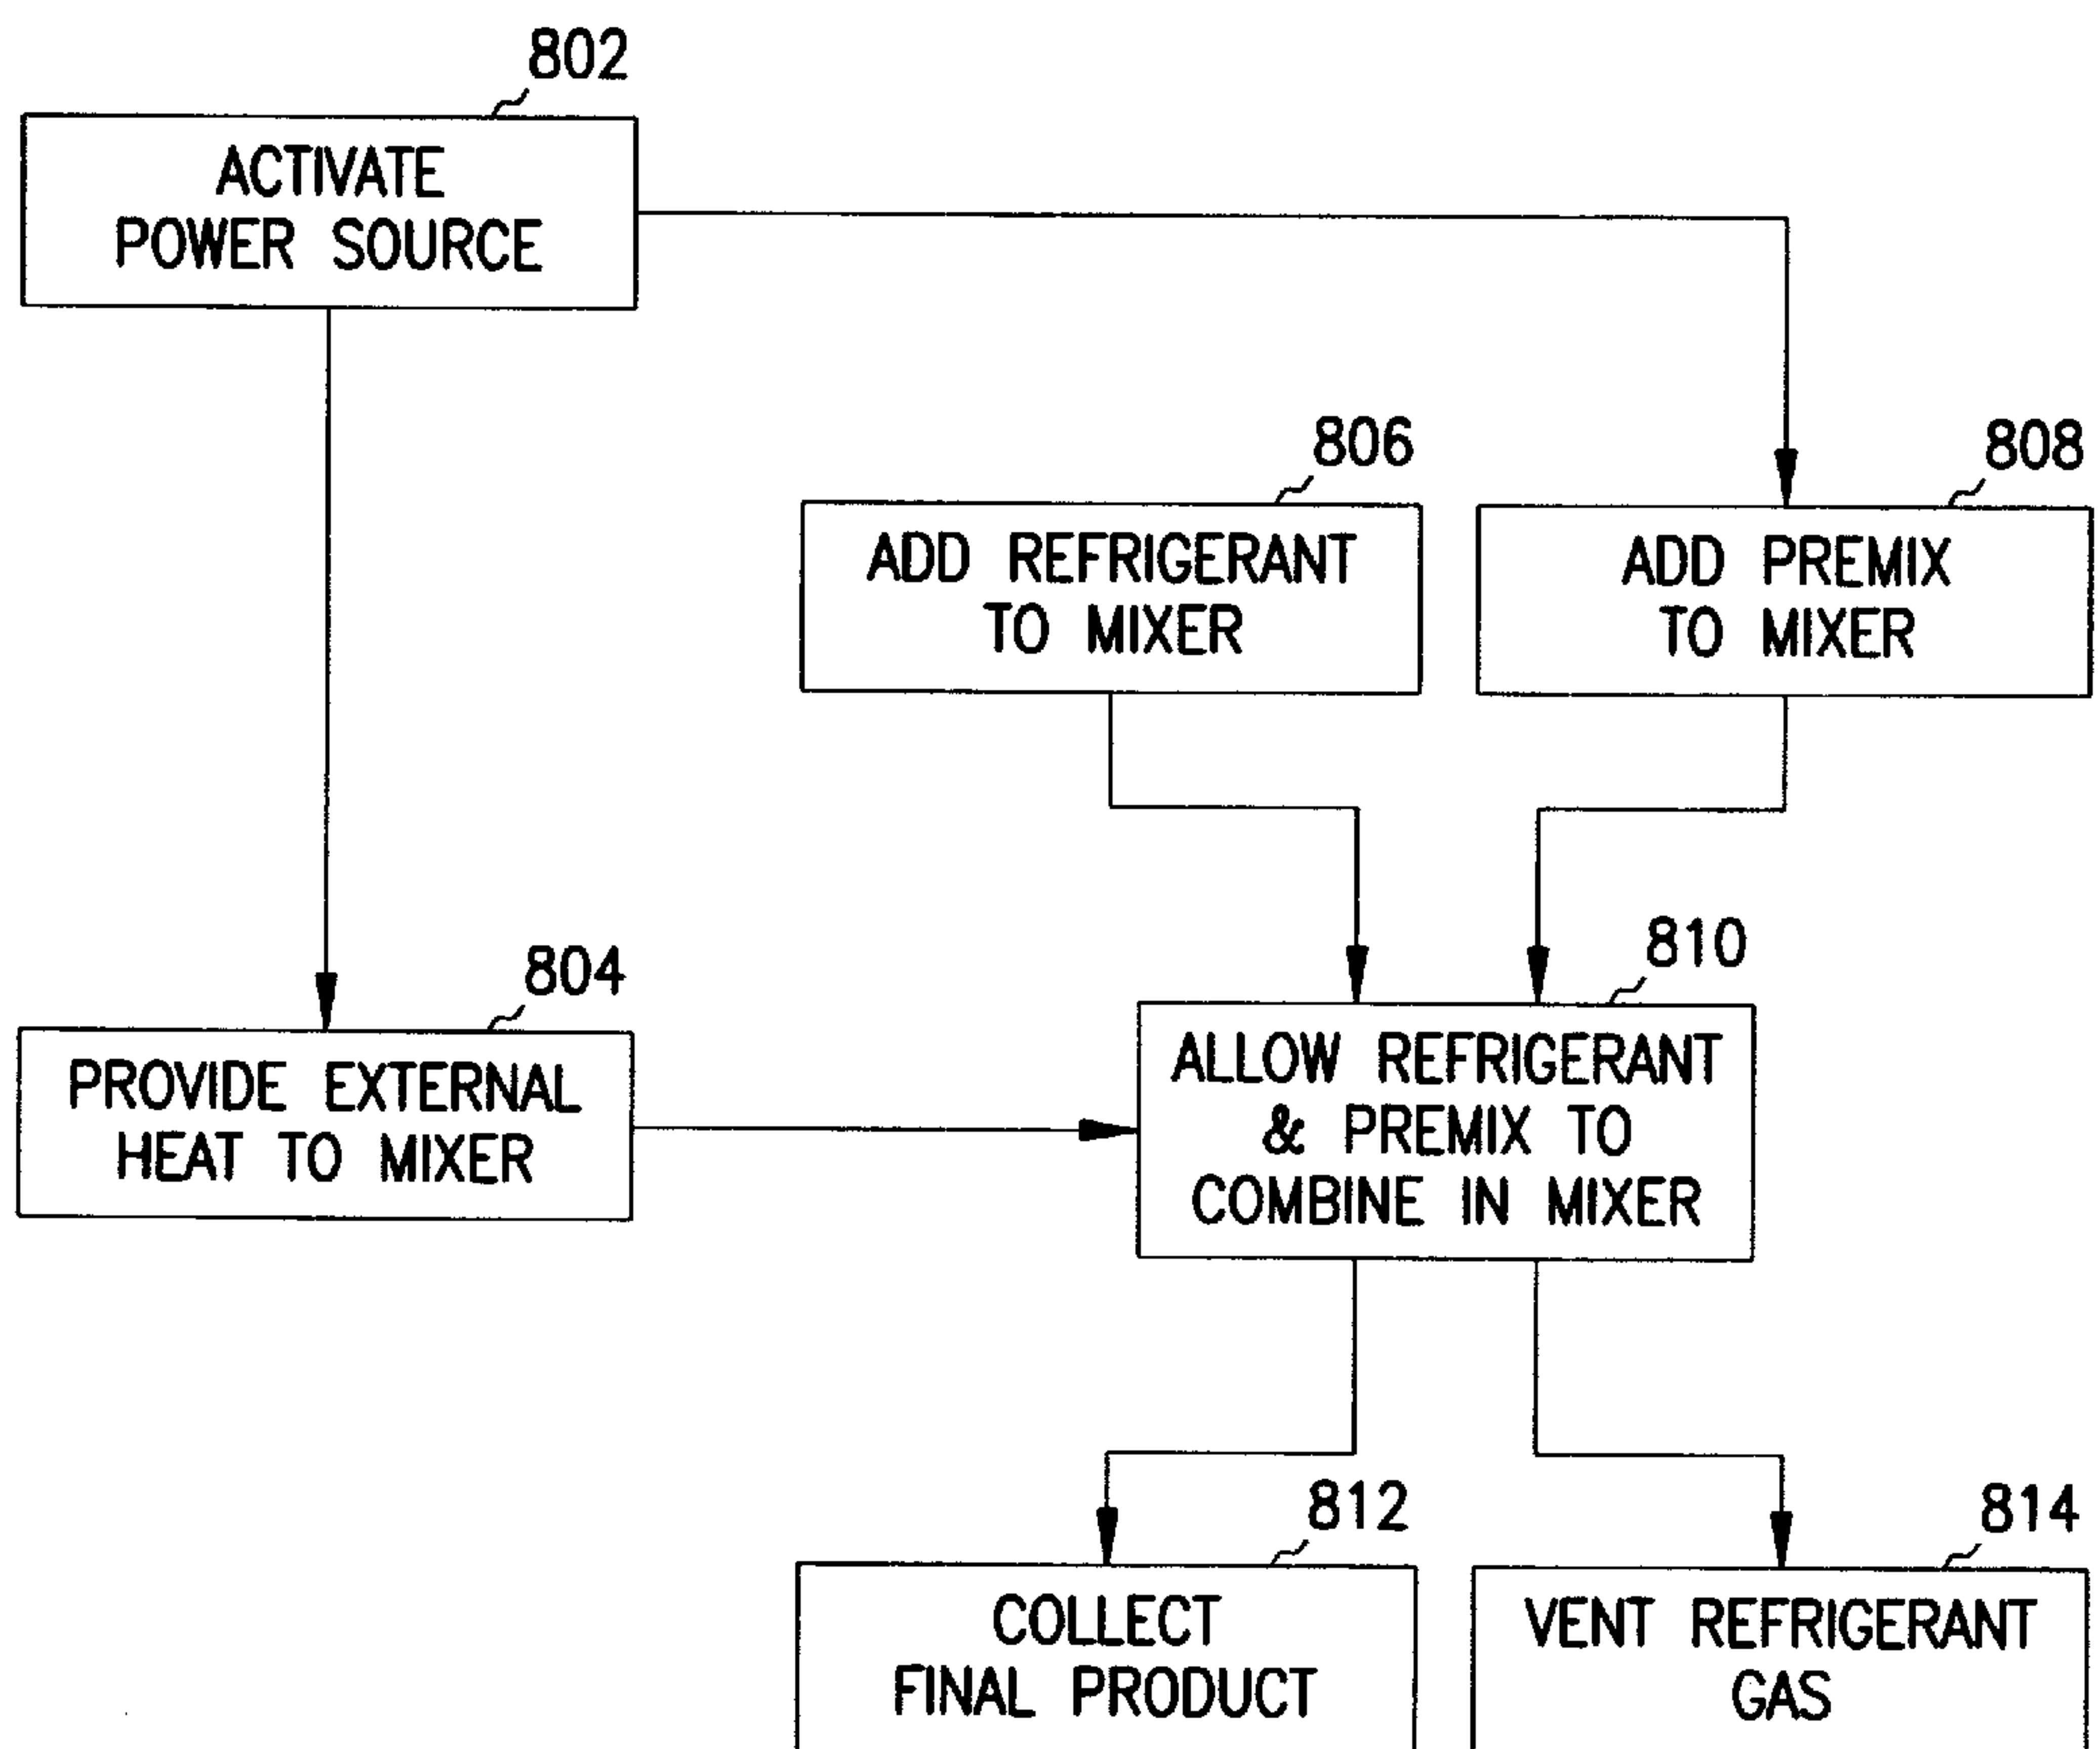 802
ACTIVATE
POWER SOURCE
806
ADD REFRIGERANT
TO MIXER
808
ADD PREMIX
TO MIXER
804
PROVIDE EXTERNAL
HEAT TO MIXER
810
ALLOW REFRIGERANT
& PREMIX TO
COMBINE IN MIXER
812
COLLECT
FINAL PRODUCT
814
VENT REFRIGERANT
GAS